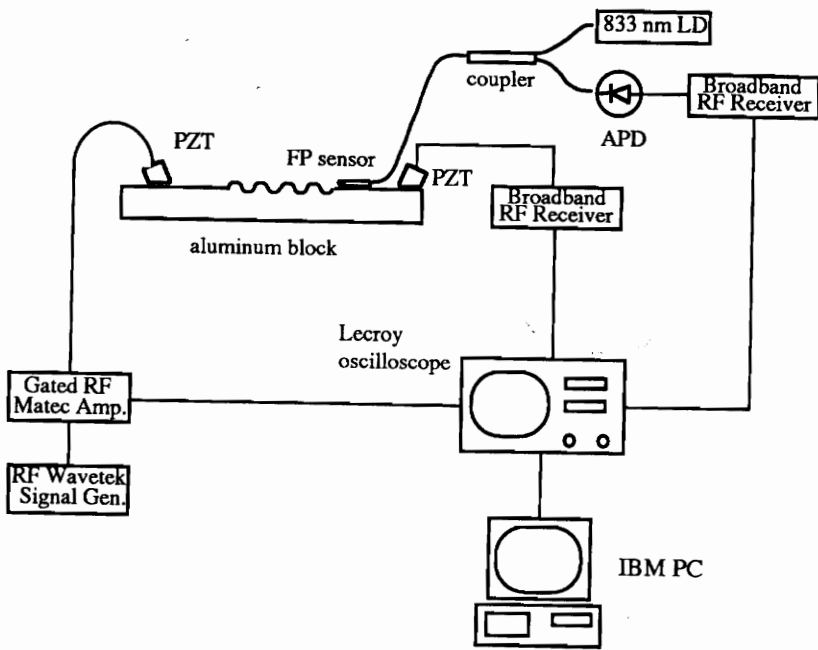 833 nm LD
coupler
Broadband
RF Receiver
APD
PZT
FP sensor
PZT
Broadband
RF Receiver
aluminum block
Lecroy
oscilloscope
Gated RF
Matec Amp.
RF Wavetek
Signal Gen.
IBM PC